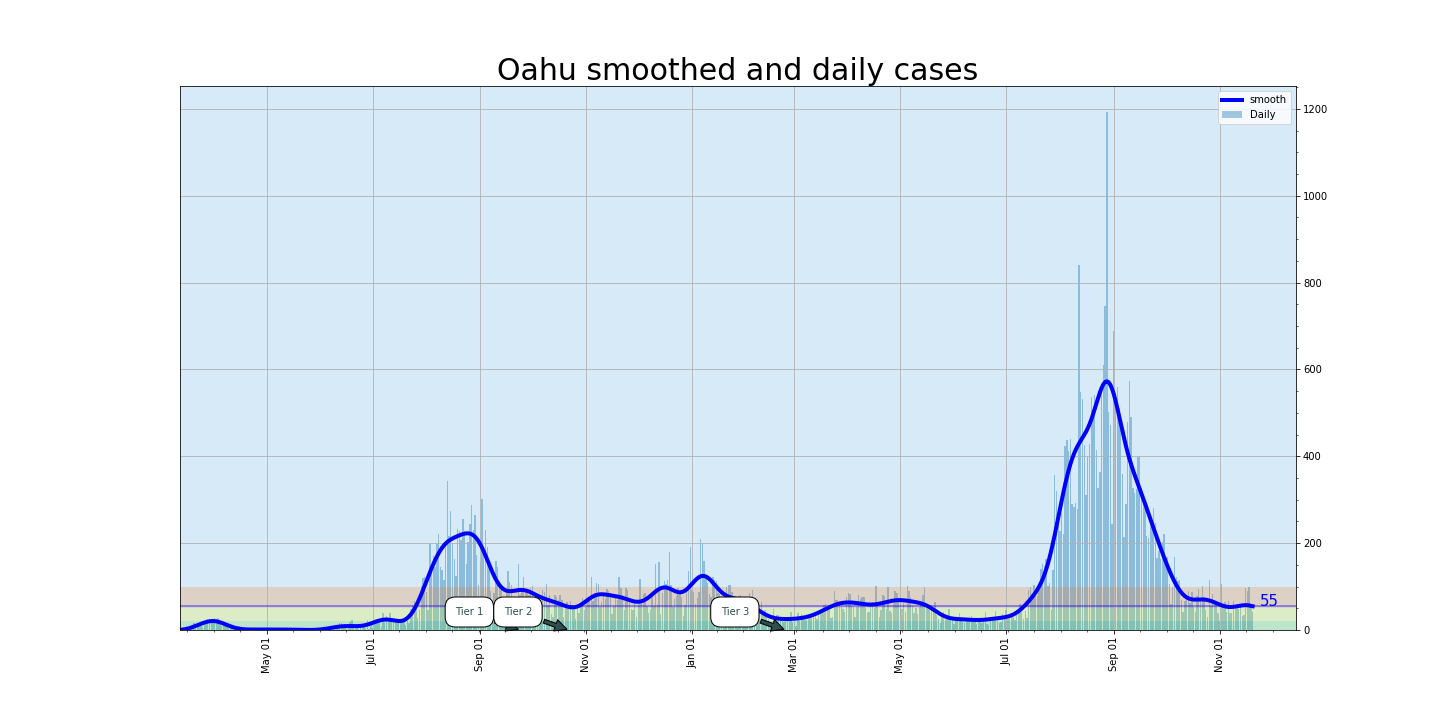 Oahu smoothed and daily cases
smooth
Daily
1200
1000
800
600
400
200
0
55
Tier 1
Tier 2
Tier 3
May 01
Jul 01
Sep 01
Nov 01
Jan 01
Mar 01
May 01
Jul 01
Sep 01
Nov 01